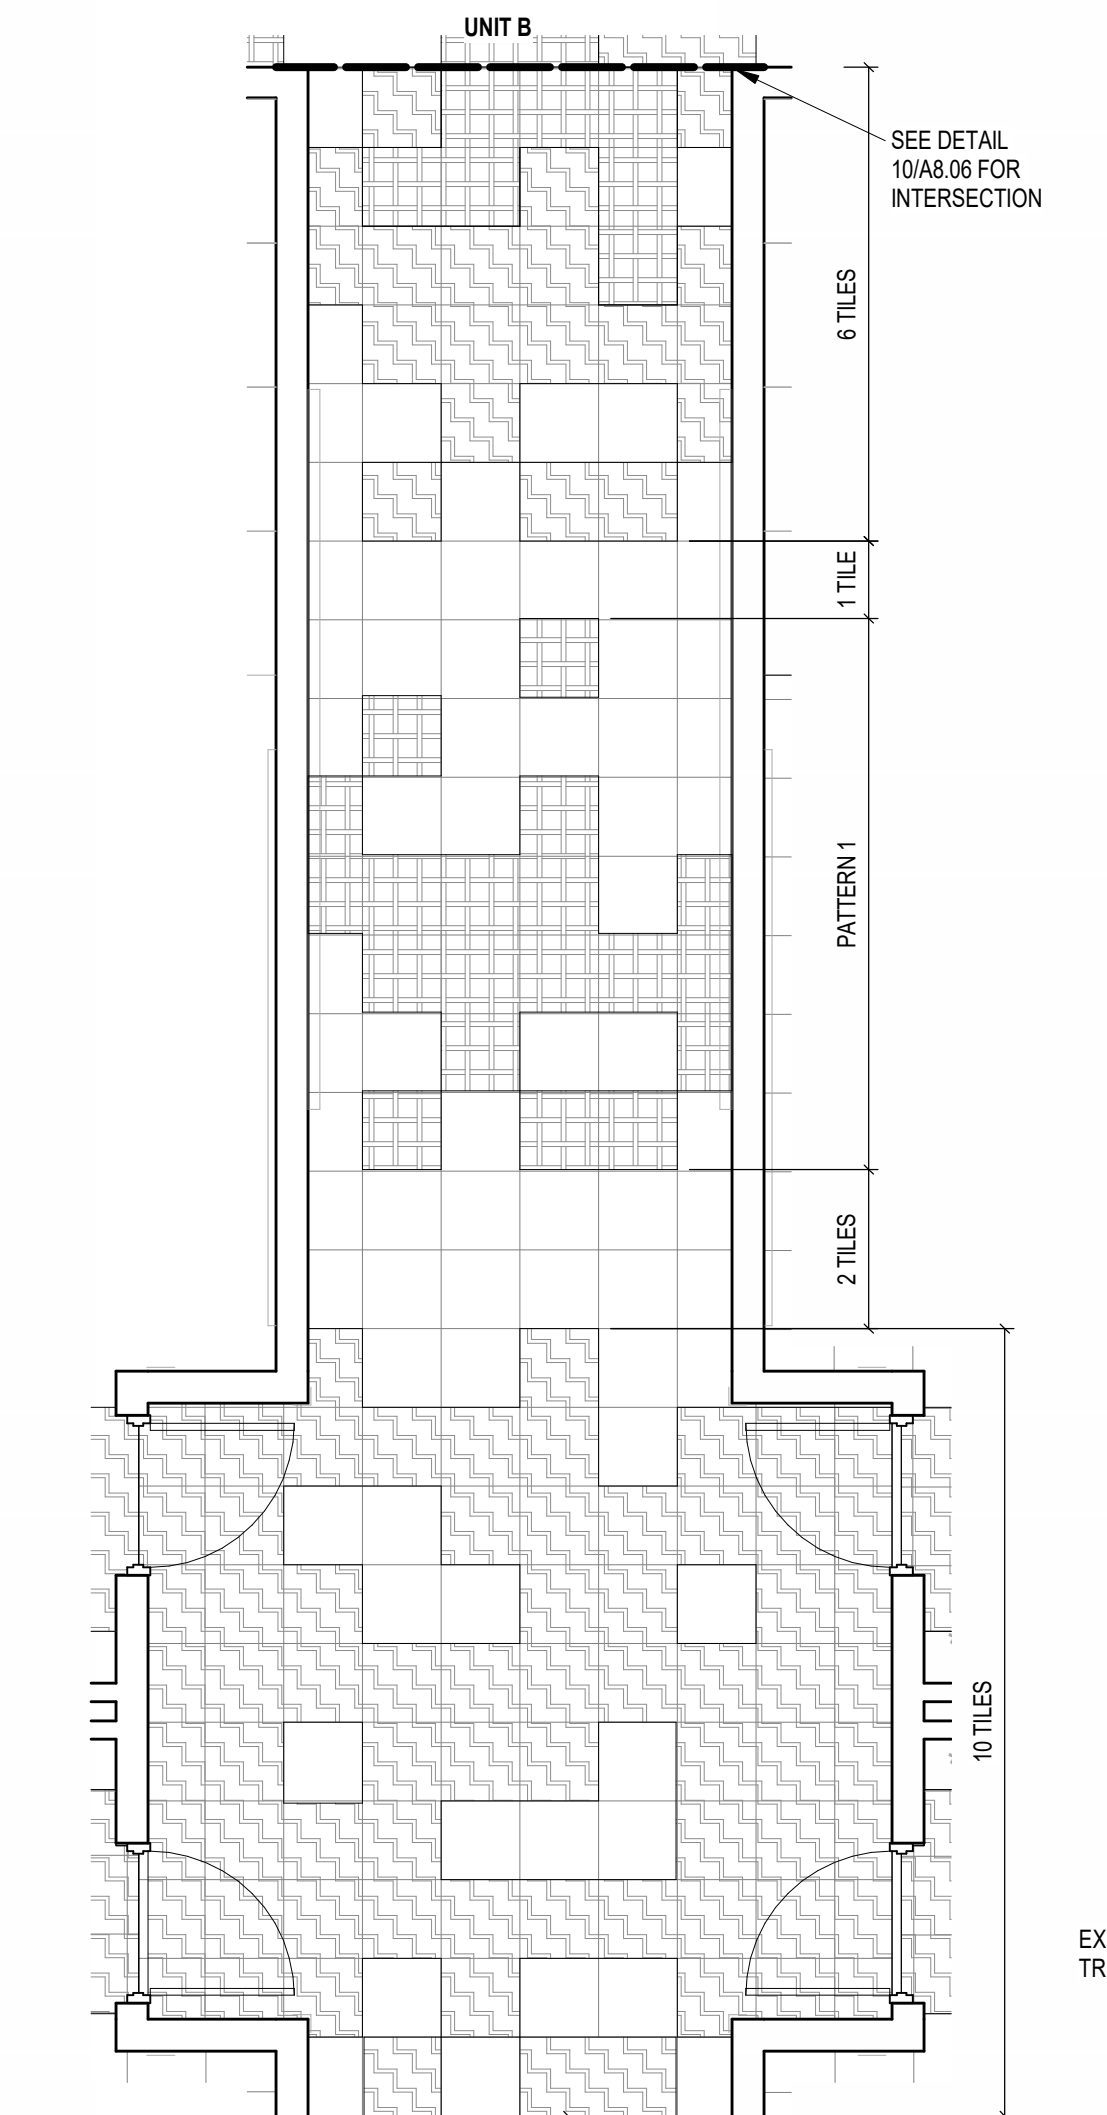 UNIT B
SEE DETAIL
10/A8.06 FOR
INTERSECTION
6 TILES
1 TILE
PATTERN 1
2 TILES
10 TILES
EX
TR